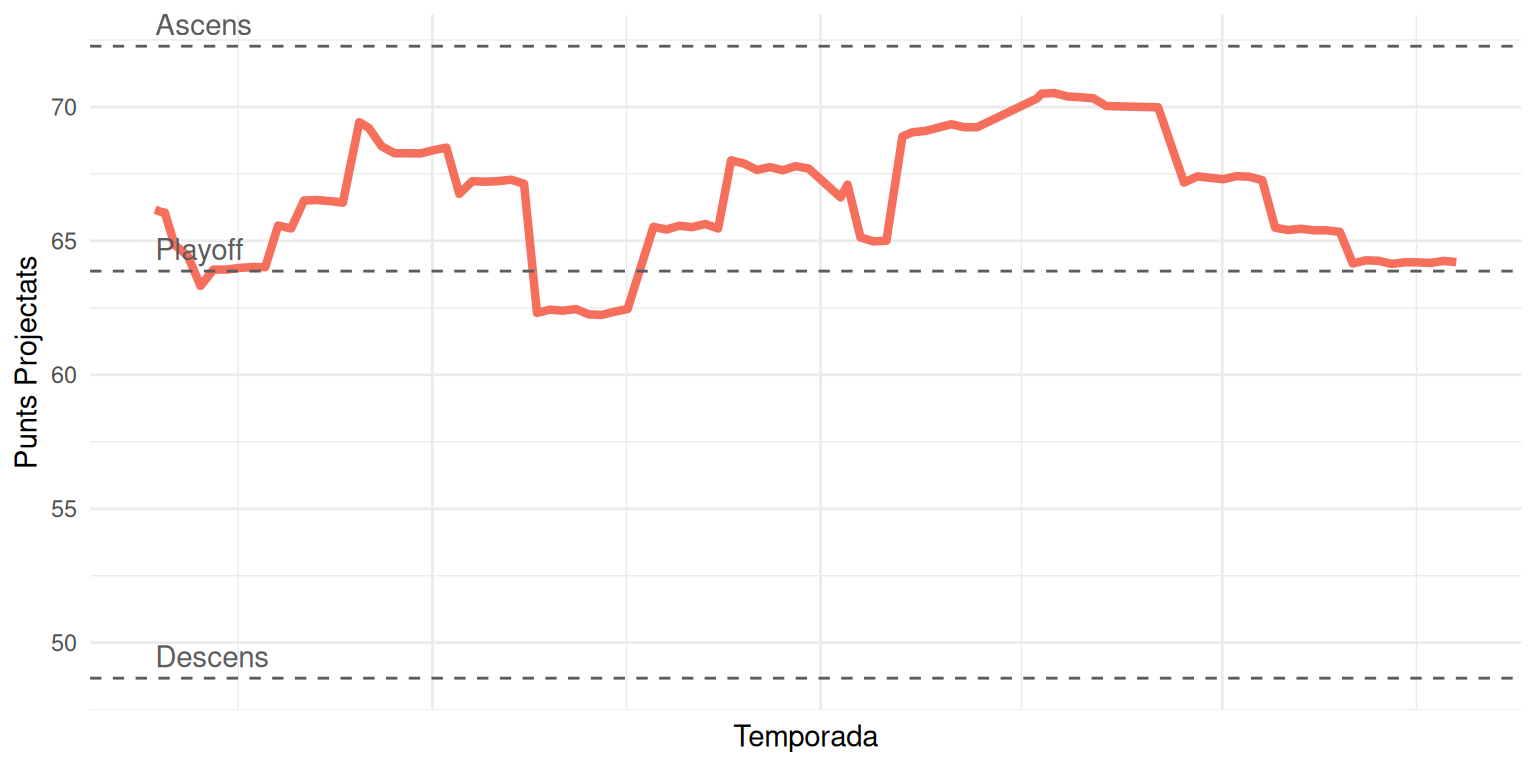 Ascens
70
65
Playoff
60
55
50
Descens
Punts Projectats
Temporada